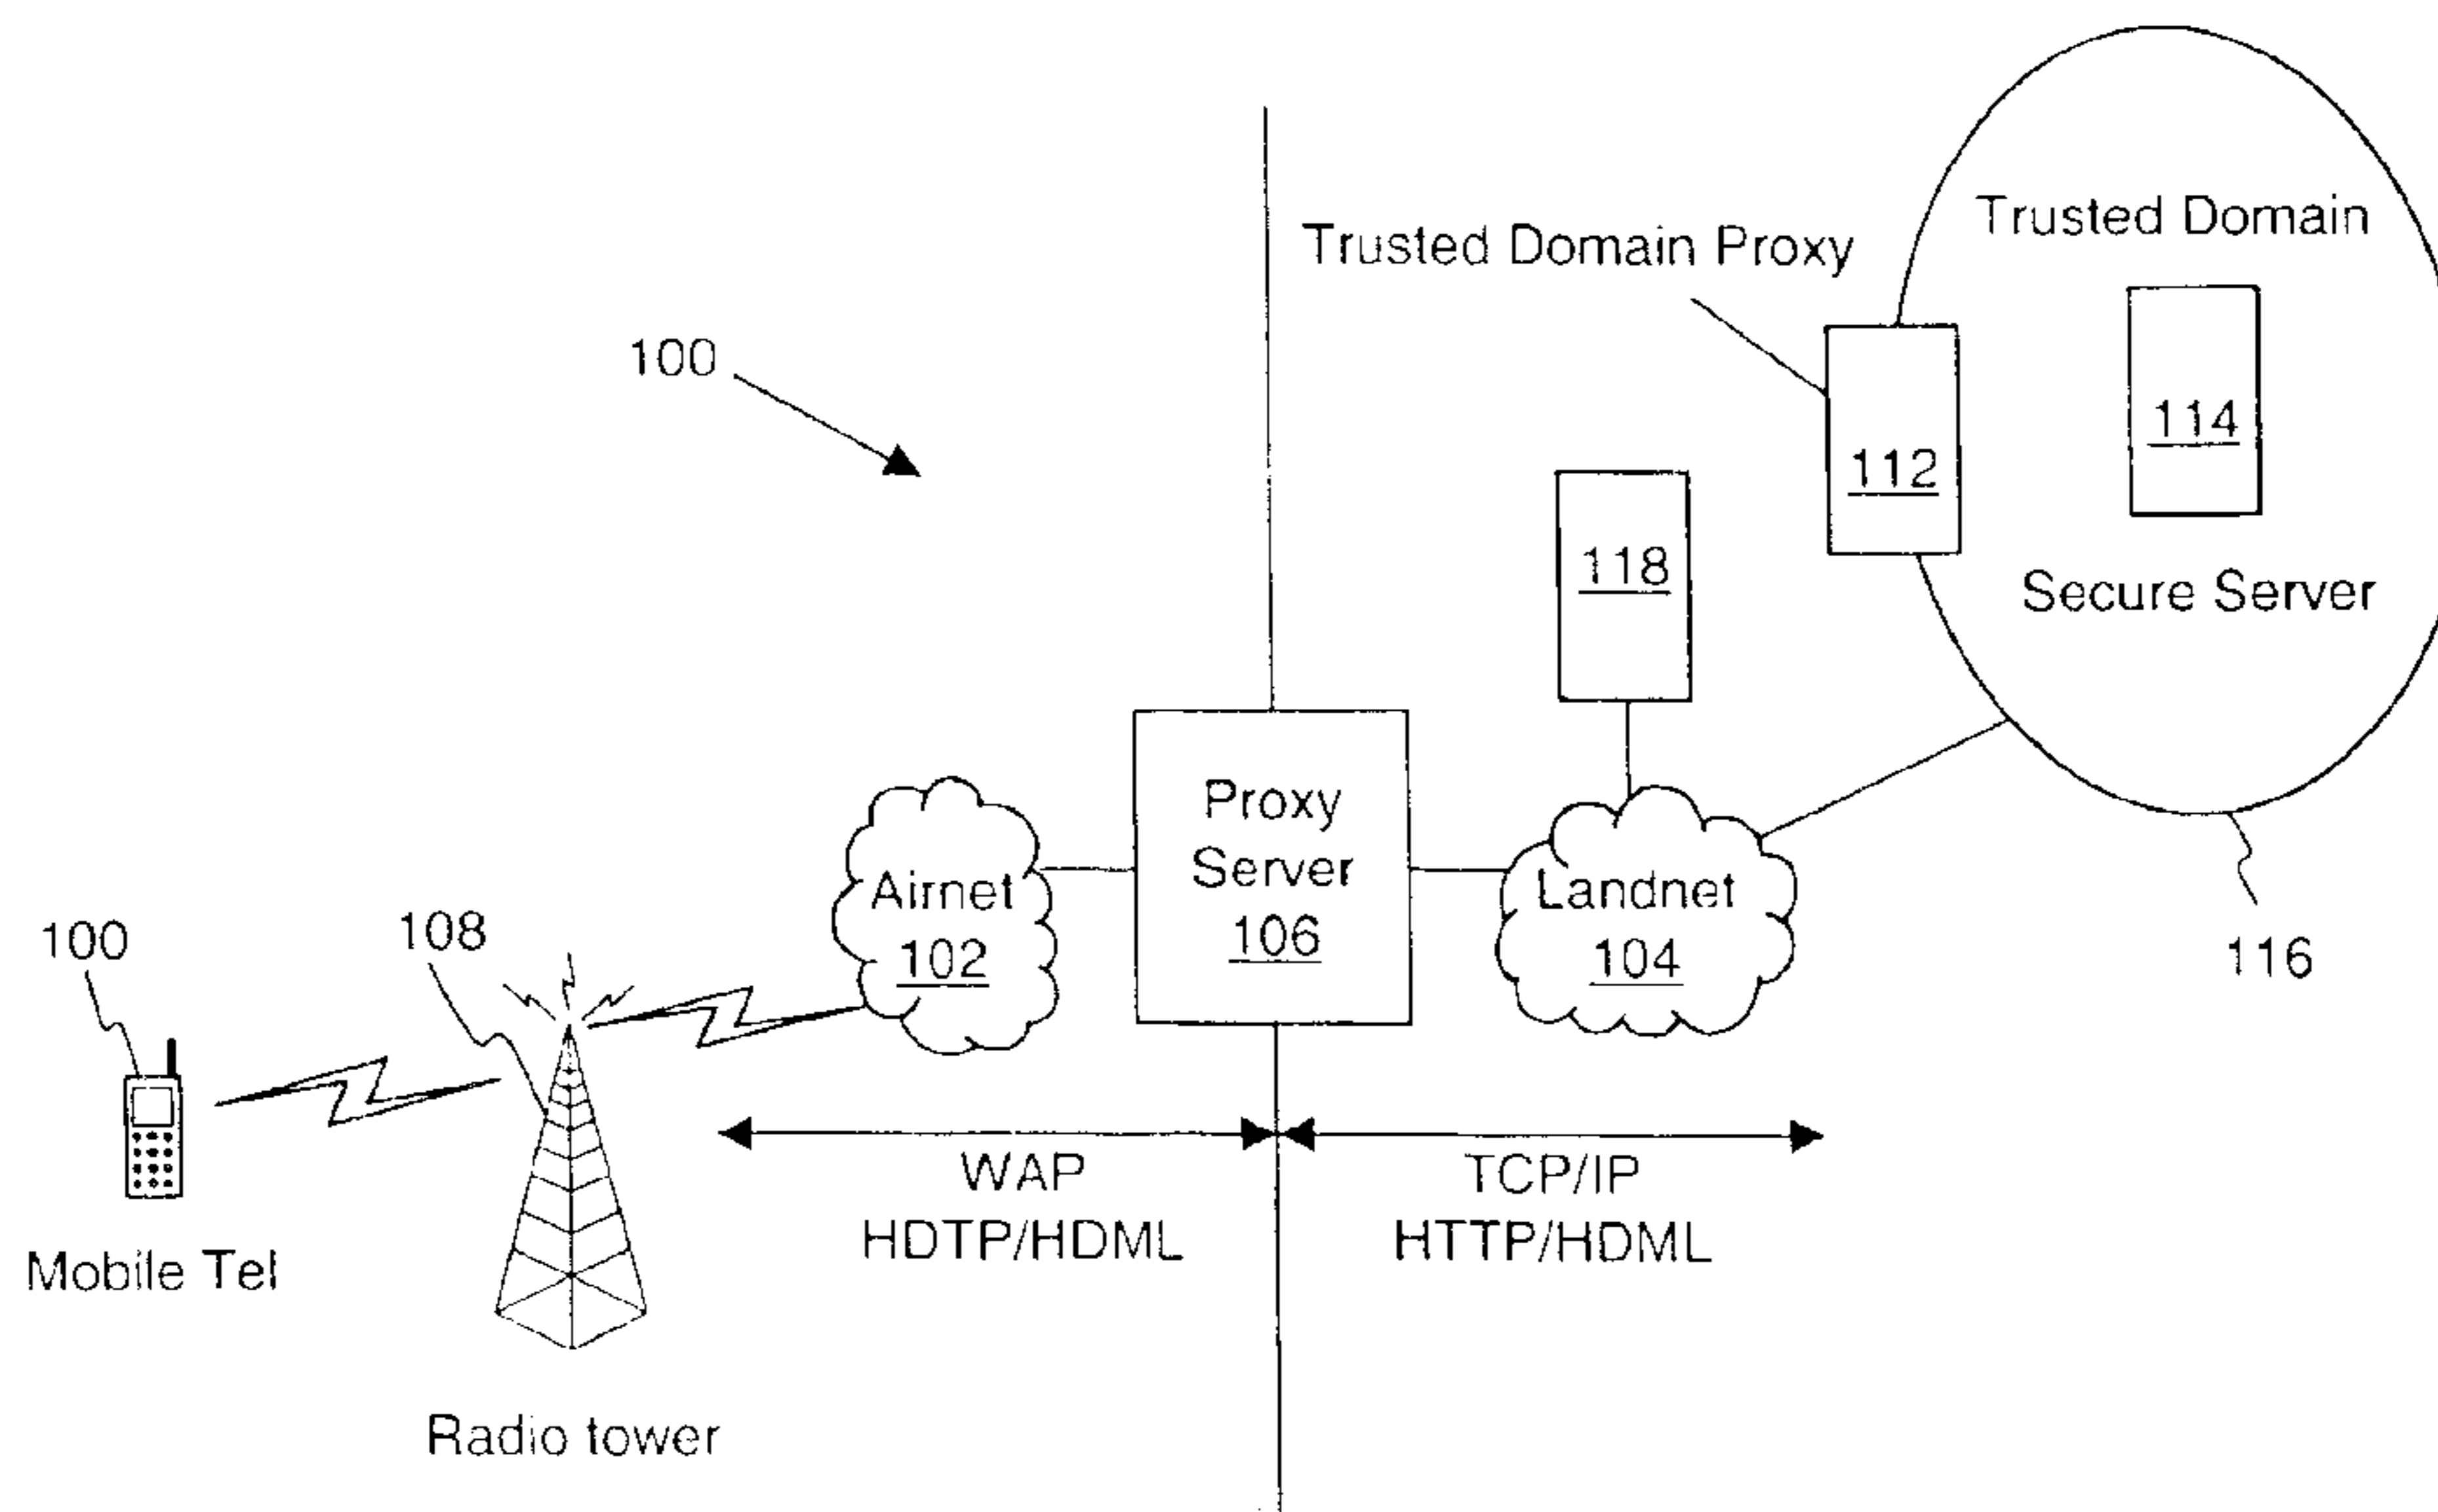 Trusted Domain
Trusted Domain Proxy
100
114
112
118
Secure Server
Proxy
Server
106
Airnet
102
Landnet
104
100
108
116
WAP
HDTP/HDML
TCP/IP
HTTP/HDML
Mobile Tel
Radio tower